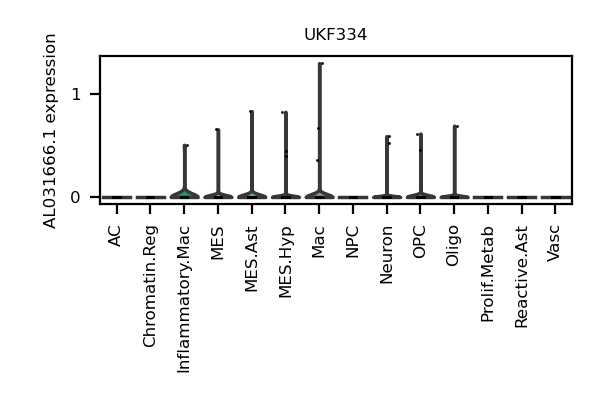 UKF334
AL031666.1 expression
1
0
AC
Chromatin.Reg
Inflammatory.Mac
MES
MES.Ast
MES.Hyp
Mac
NPC
Neuron
OPC
Oligo
Prolif.Metab
Reactive.Ast
Vasc